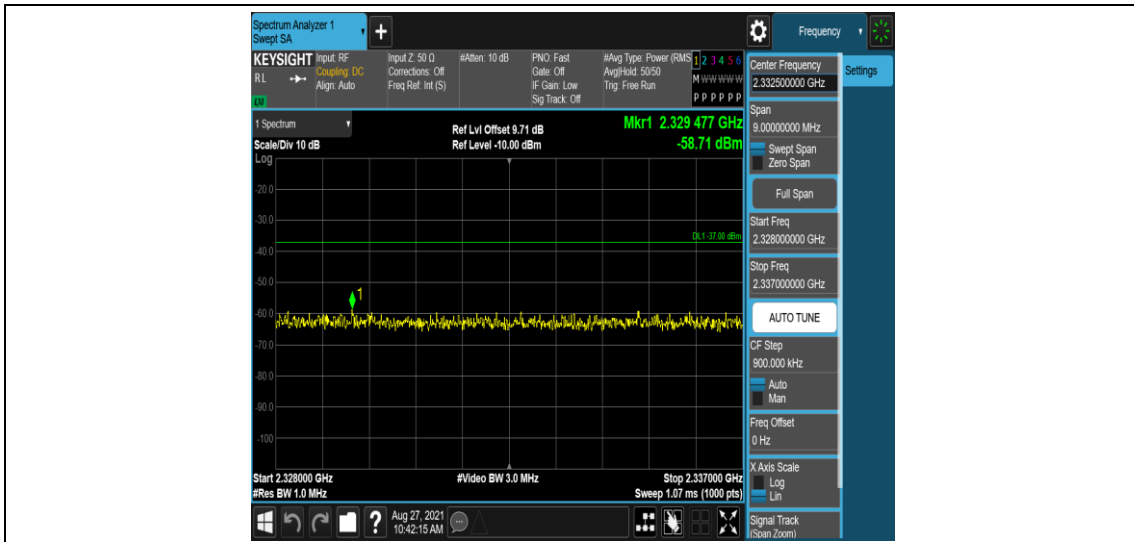 Spectrum Analyzer 1
Swept SA
+
Frequency
KEYSIGHT Input: RF Input Z: 50 Ω #Atten: 10 dB PNO: Fast #Avg Type: Power (RMS 1 2 3 4 5 6
RL Coupling: DC Corrections: Off Gate: Off Avg|Hold: 50/50 M W W W W W
Align: Auto Freq Ref: Int (S) IF Gain: Low Trig: Free Run
Sig Track: Off P P P P P P
LXI
1 Spectrum
Ref Lvl Offset 9.71 dB Mkr1 2.329 477 GHz
Scale/Div 10 dB Ref Level -10.00 dBm -58.71 dBm
Log
-20.0
-30.0
DL1 -37.00 dBm
-40.0
-50.0
1
-60.0
-70.0
-80.0
-90.0
-100
Start 2.328000 GHz #Video BW 3.0 MHz Stop 2.337000 GHz
#Res BW 1.0 MHz Sweep 1.07 ms (1000 pts)
?
Aug 27, 2021
10:42:15 AM
Center Frequency
2.332500000 GHz
Settings
Span
9.00000000 MHz
Swept Span
Zero Span
Full Span
Start Freq
2.328000000 GHz
Stop Freq
2.337000000 GHz
AUTO TUNE
CF Step
900.000 kHz
Auto
Man
Freq Offset
0 Hz
X Axis Scale
Log
Lin
Signal Track
(Span Zoom)